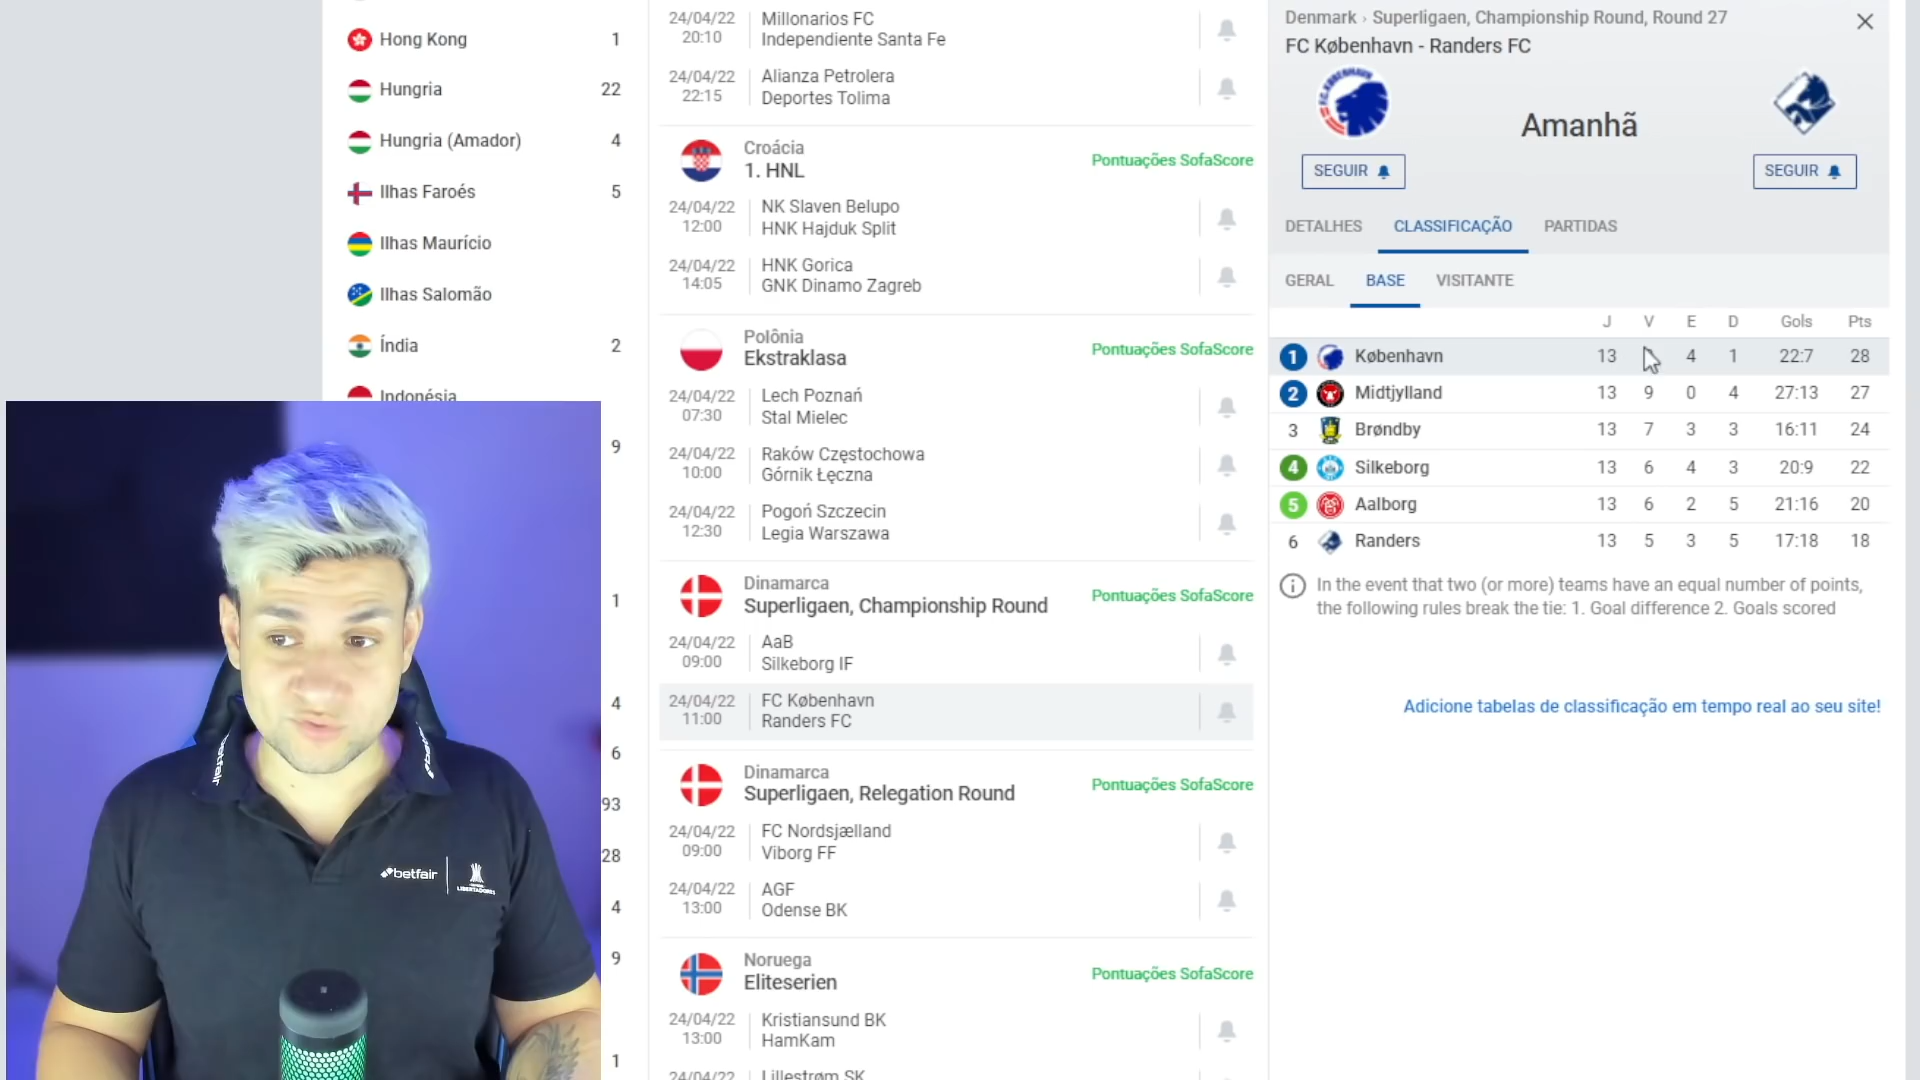 Hong Kong 1
Hungria 22
Hungria (Amador) 4
Ilhas Faroés 5
Ilhas Maurício
Ilhas Salomão
Índia 2
Indonésia
9
1
4
6
93
28
4
9
1
betfair
LIBERTADORES
24/04/22 Millonarios FC
20:10 Independiente Santa Fe
24/04/22 Alianza Petrolera
22:15 Deportes Tolima
Croácia
1. HNL
Pontuações SofaScore
24/04/22 NK Slaven Belupo
12:00 HNK Hajduk Split
24/04/22 HNK Gorica
14:05 GNK Dinamo Zagreb
Polônia
Ekstraklasa
Pontuações SofaScore
24/04/22 Lech Poznań
07:30 Stal Mielec
24/04/22 Raków Częstochowa
10:00 Górnik Łęczna
24/04/22 Pogoń Szczecin
12:30 Legia Warszawa
Dinamarca
Superligaen, Championship Round
Pontuações SofaScore
24/04/22 AaB
09:00 Silkeborg IF
24/04/22 FC København
11:00 Randers FC
Dinamarca
Superligaen, Relegation Round
Pontuações SofaScore
24/04/22 FC Nordsjælland
09:00 Viborg FF
24/04/22 AGF
13:00 Odense BK
Noruega
Eliteserien
Pontuações SofaScore
24/04/22 Kristiansund BK
13:00 HamKam
24/04/22 Lillestrøm SK
Denmark › Superligaen, Championship Round, Round 27
FC København - Randers FC
Amanhã
SEGUIR SEGUIR
DETALHES CLASSIFICAÇÃO PARTIDAS
GERAL BASE VISITANTE
J V E D Gols Pts
1 København 13 4 1 22:7 28
2 Midtjylland 13 9 0 4 27:13 27
3 Brøndby 13 7 3 3 16:11 24
4 Silkeborg 13 6 4 3 20:9 22
5 Aalborg 13 6 2 5 21:16 20
6 Randers 13 5 3 5 17:18 18
In the event that two (or more) teams have an equal number of points,
the following rules break the tie: 1. Goal difference 2. Goals scored
Adicione tabelas de classificação em tempo real ao seu site!